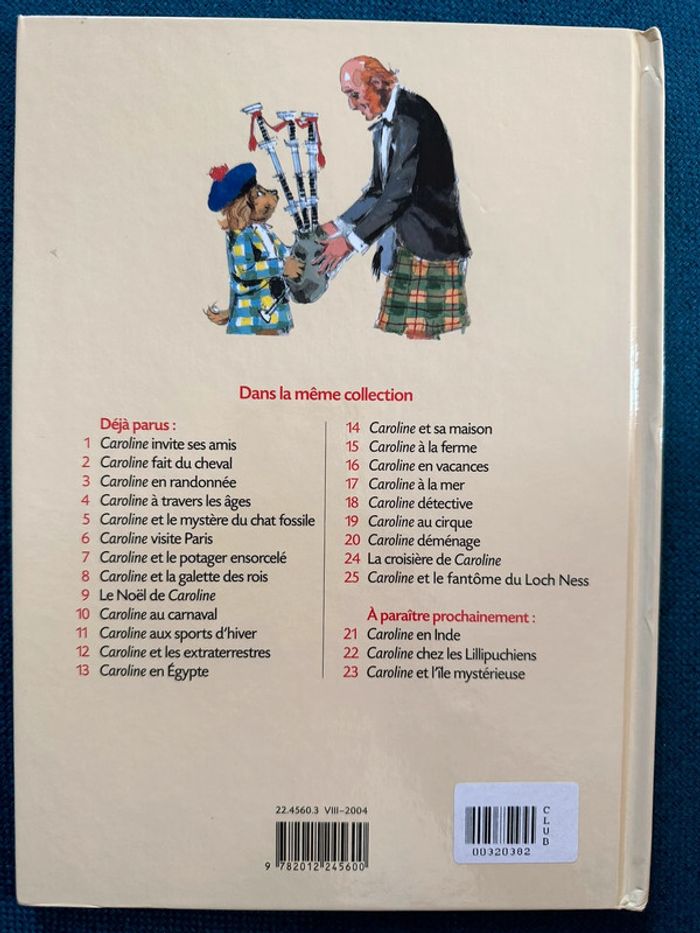 Dans la même collection
Déjà parus :
1 Caroline invite ses amis
2 Caroline fait du cheval
3 Caroline en randonnée
4 Caroline à travers les âges
5 Caroline et le mystère du chat fossile
6 Caroline visite Paris
7 Caroline et le potager ensorcelé
8 Caroline et la galette des rois
9 Le Noël de Caroline
10 Caroline au carnaval
11 Caroline aux sports d'hiver
12 Caroline et les extraterrestres
13 Caroline en Égypte
14 Caroline et sa maison
15 Caroline à la ferme
16 Caroline en vacances
17 Caroline à la mer
18 Caroline détective
19 Caroline au cirque
20 Caroline déménage
24 La croisière de Caroline
25 Caroline et le fantôme du Loch Ness
À paraître prochainement :
21 Caroline en Inde
22 Caroline chez les Lillipuchiens
23 Caroline et l'île mystérieuse
22.4560.3 VIII–2004
9 782012 245600
CLUB
00320382